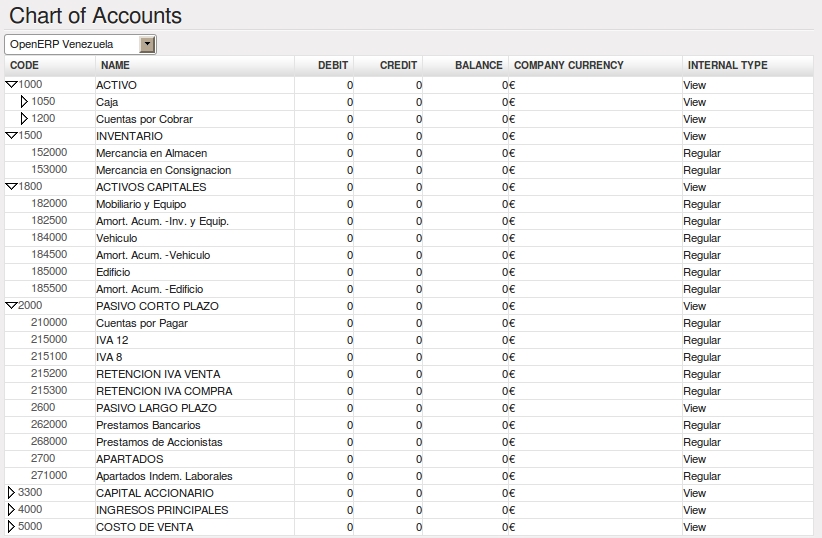 Chart of Accounts
OpenERP Venezuela
CODE NAME DEBIT CREDIT BALANCE COMPANY CURRENCY INTERNAL TYPE
1000 ACTIVO 0 0 0 € View
1050 Caja 0 0 0 € View
1200 Cuentas por Cobrar 0 0 0 € View
1500 INVENTARIO 0 0 0 € View
152000 Mercancia en Almacen 0 0 0 € Regular
153000 Mercancia en Consignacion 0 0 0 € Regular
1800 ACTIVOS CAPITALES 0 0 0 € View
182000 Mobiliario y Equipo 0 0 0 € Regular
182500 Amort. Acum. -Inv. y Equip. 0 0 0 € Regular
184000 Vehiculo 0 0 0 € Regular
184500 Amort. Acum. -Vehiculo 0 0 0 € Regular
185000 Edificio 0 0 0 € Regular
185500 Amort. Acum. -Edificio 0 0 0 € Regular
2000 PASIVO CORTO PLAZO 0 0 0 € View
210000 Cuentas por Pagar 0 0 0 € Regular
215000 IVA 12 0 0 0 € Regular
215100 IVA 8 0 0 0 € Regular
215200 RETENCION IVA VENTA 0 0 0 € Regular
215300 RETENCION IVA COMPRA 0 0 0 € Regular
2600 PASIVO LARGO PLAZO 0 0 0 € View
262000 Prestamos Bancarios 0 0 0 € Regular
268000 Prestamos de Accionistas 0 0 0 € Regular
2700 APARTADOS 0 0 0 € View
271000 Apartados Indem. Laborales 0 0 0 € Regular
3300 CAPITAL ACCIONARIO 0 0 0 € View
4000 INGRESOS PRINCIPALES 0 0 0 € View
5000 COSTO DE VENTA 0 0 0 € View